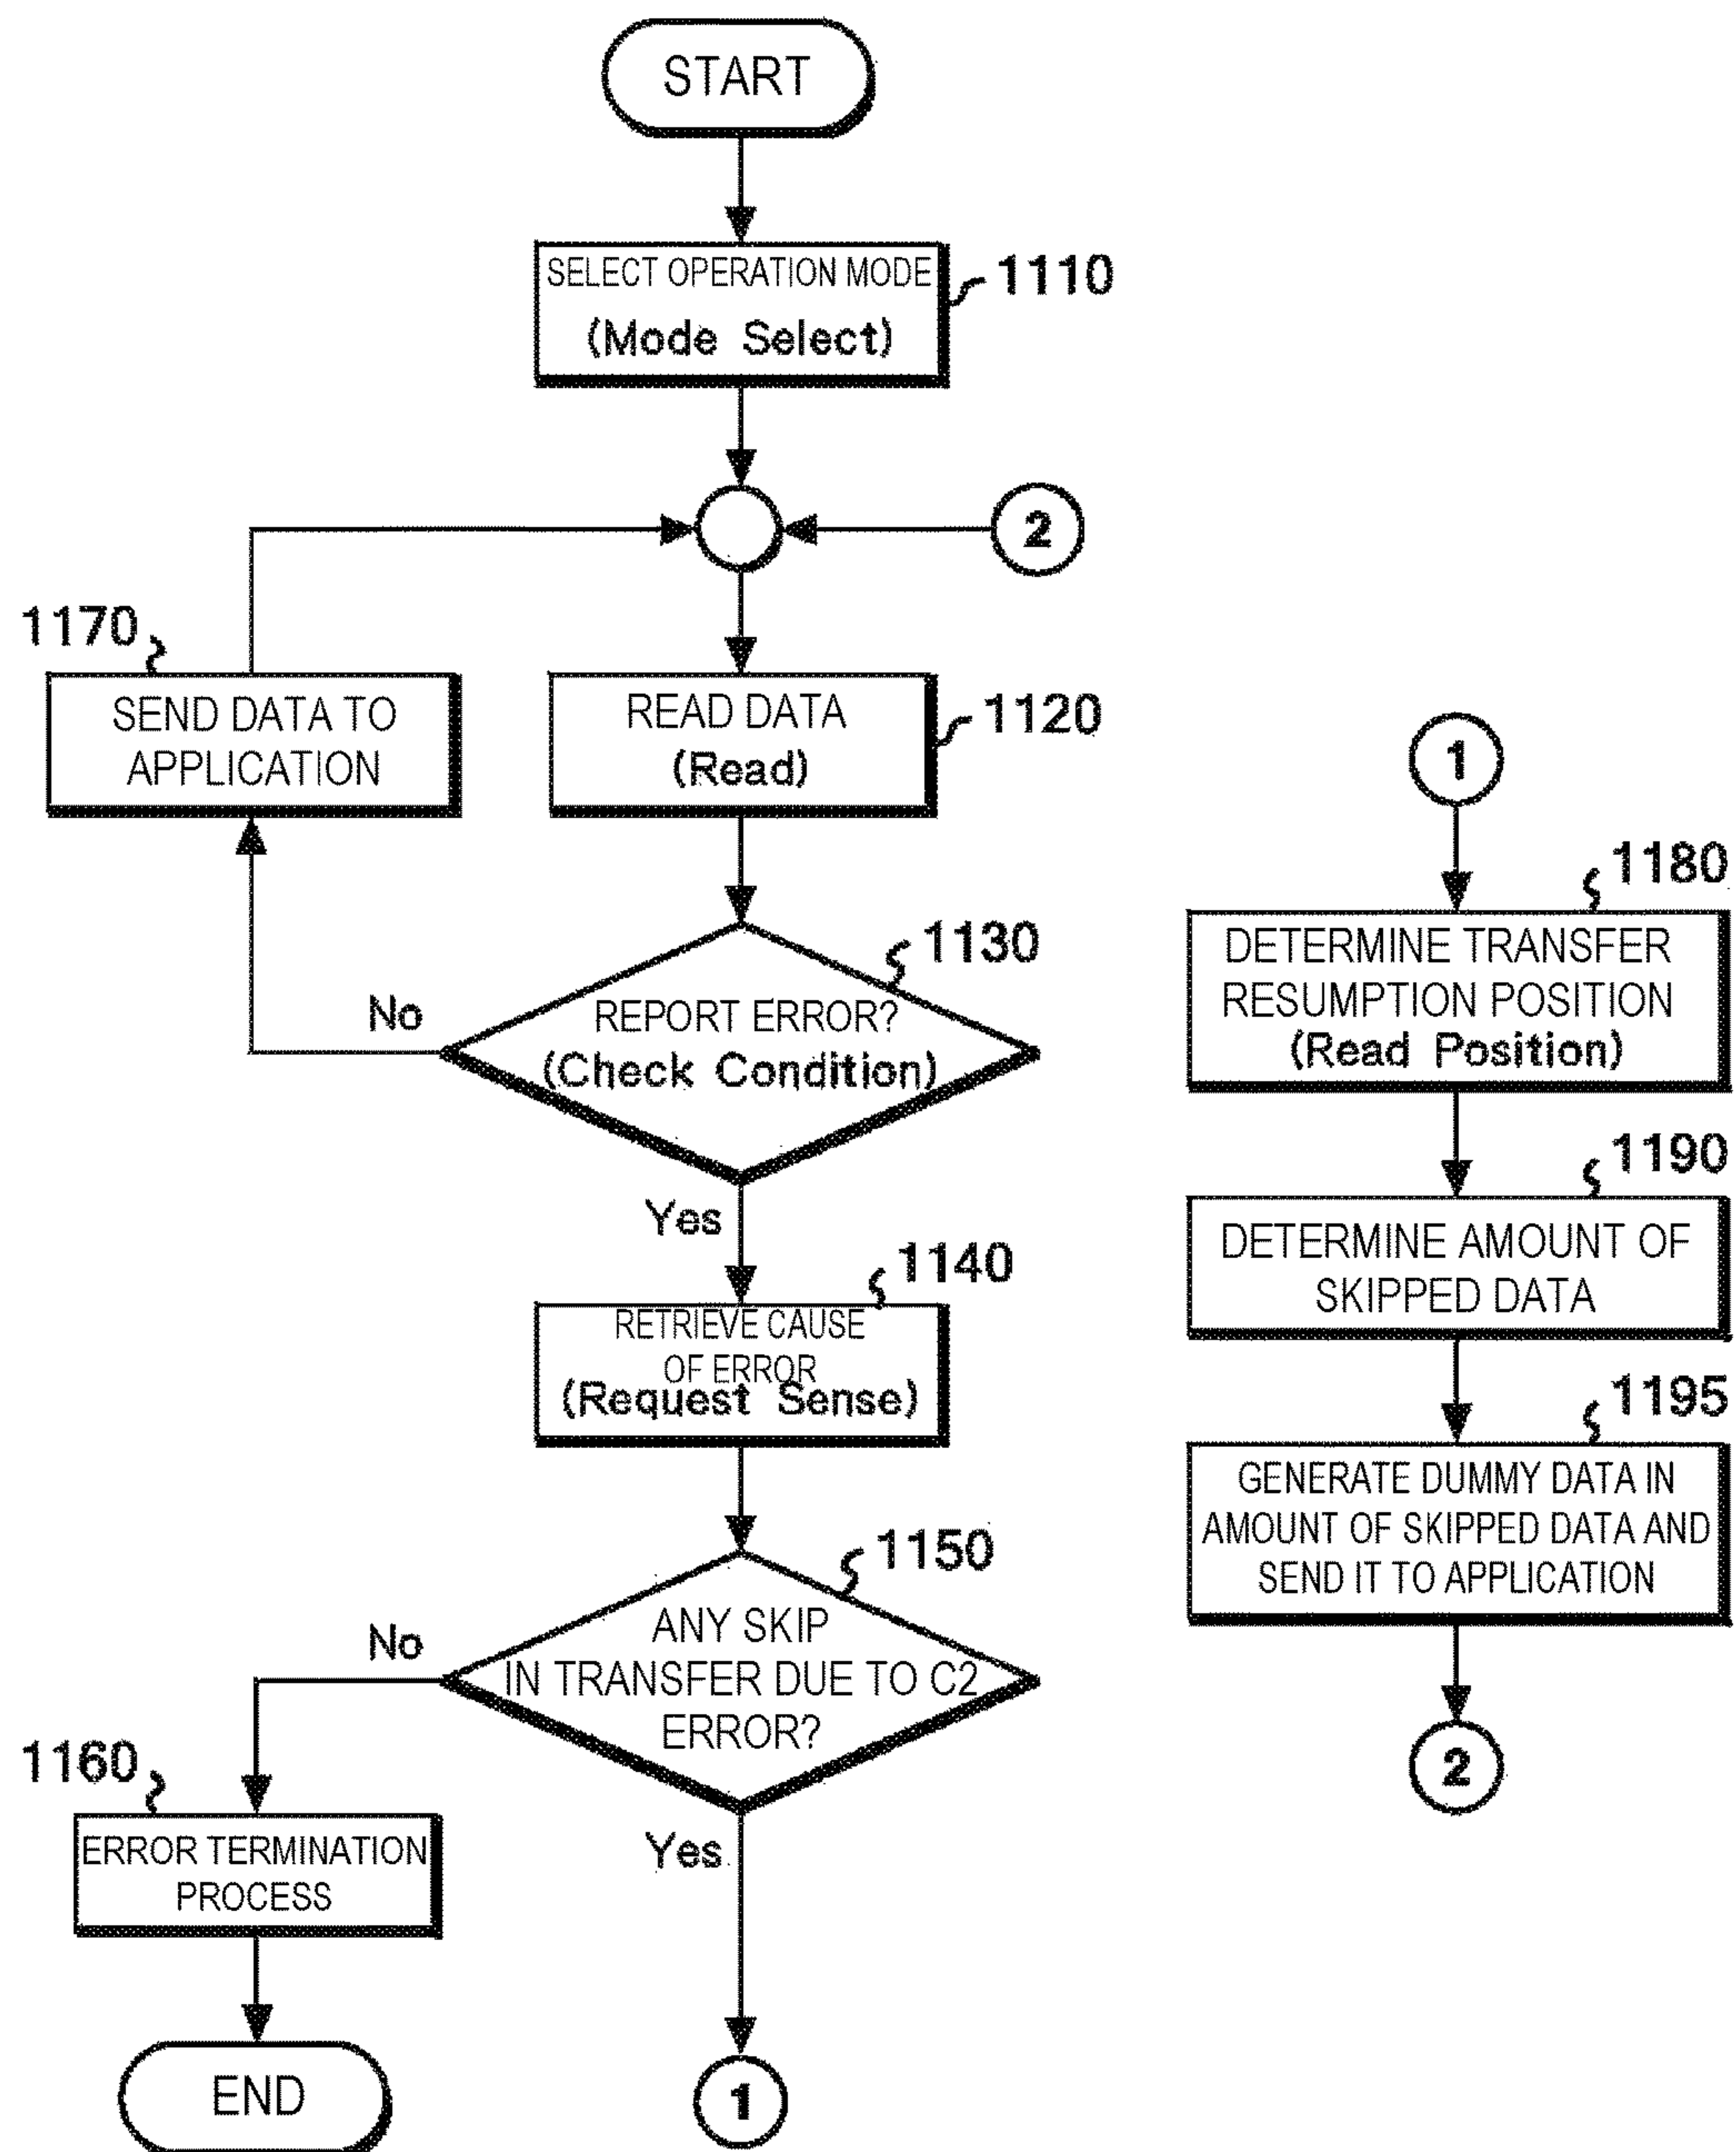 START
SELECT OPERATION MODE
(Mode Select)
1110
2
1170
SEND DATA TO
APPLICATION
READ DATA
(Read)
1120
No
REPORT ERROR?
(Check Condition)
1130
Yes
1140
RETRIEVE CAUSE
OF ERROR
(Request Sense)
No
ANY SKIP
IN TRANSFER DUE TO C2
ERROR?
1150
1160
ERROR TERMINATION
PROCESS
Yes
END
1
1
1180
DETERMINE TRANSFER
RESUMPTION POSITION
(Read Position)
1190
DETERMINE AMOUNT OF
SKIPPED DATA
1195
GENERATE DUMMY DATA IN
AMOUNT OF SKIPPED DATA AND
SEND IT TO APPLICATION
2